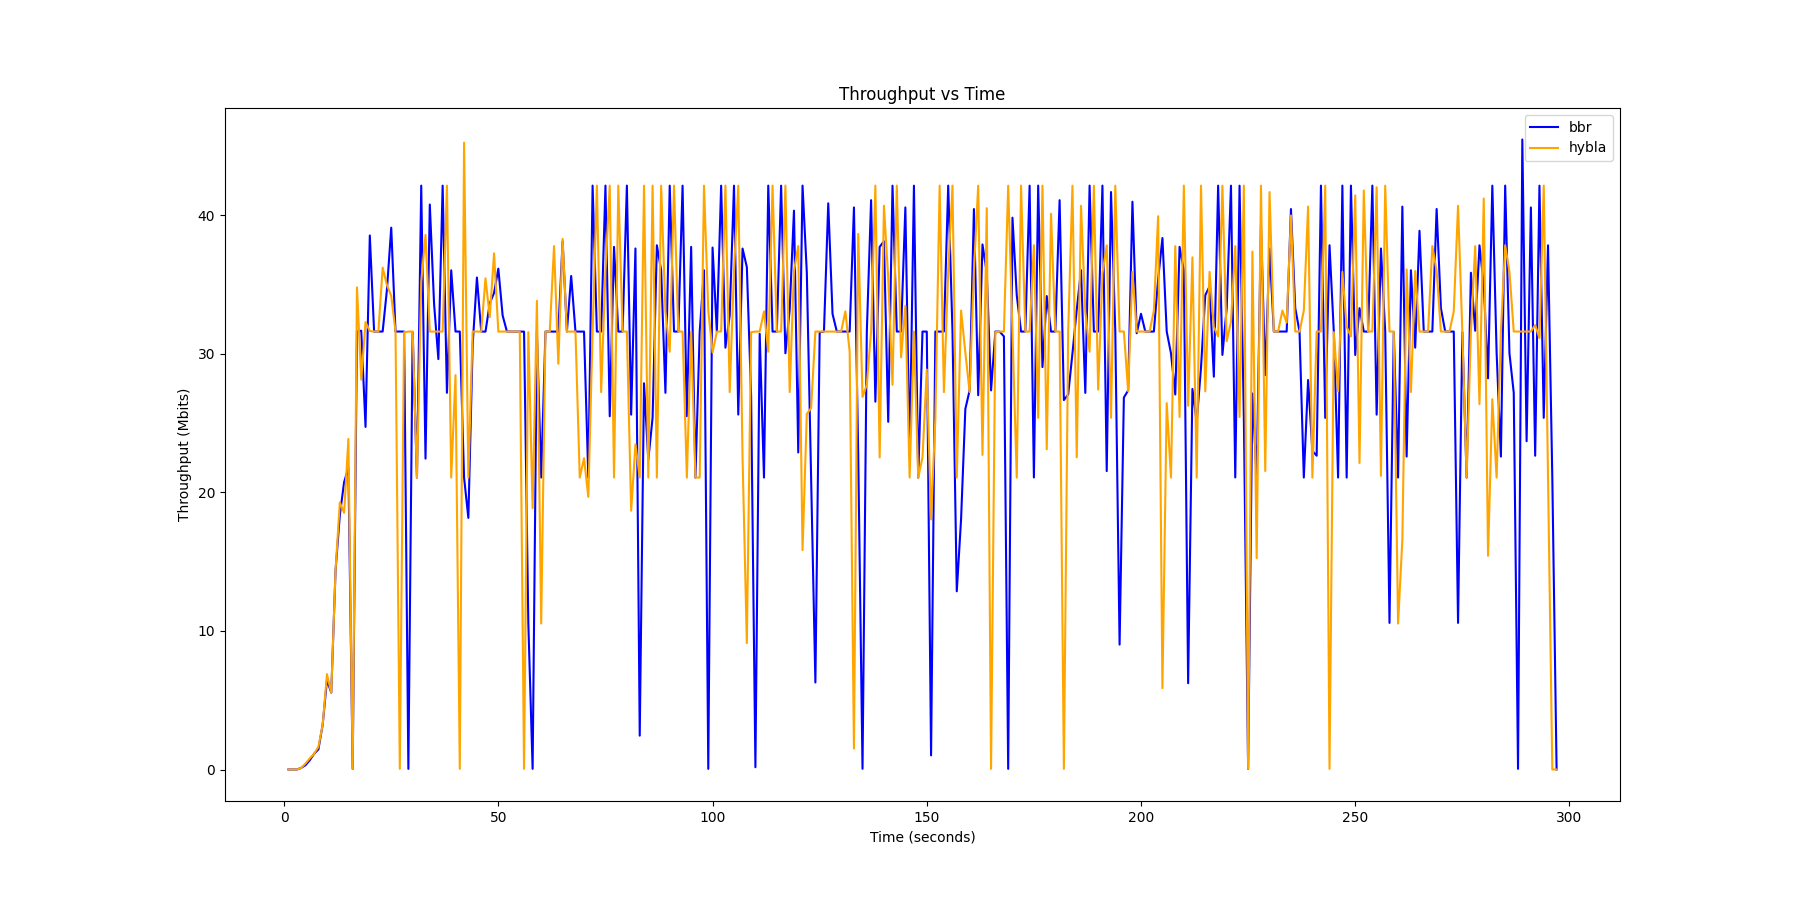 Throughput vs Time
bbr
hybla
Throughput (Mbits)
40
30
20
10
0
0 50 100 150 200 250 300
Time (seconds)